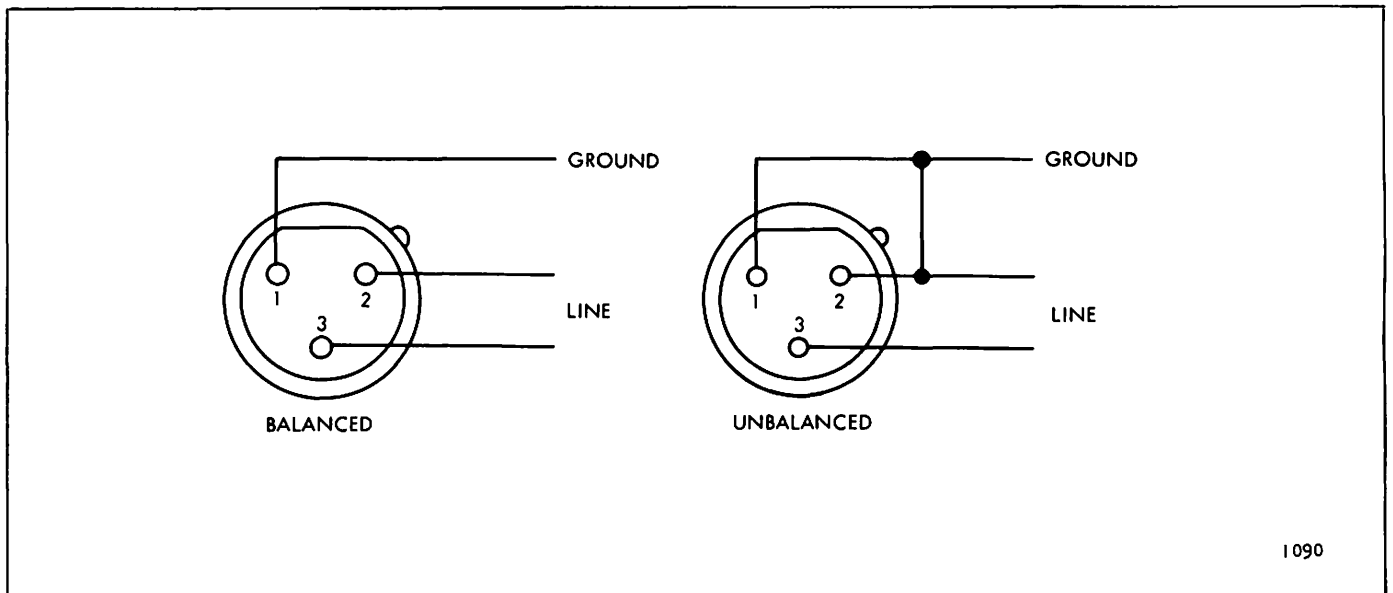 GROUND
1 2
3
LINE
BALANCED
GROUND
1 2
3
LINE
UNBALANCED
1090